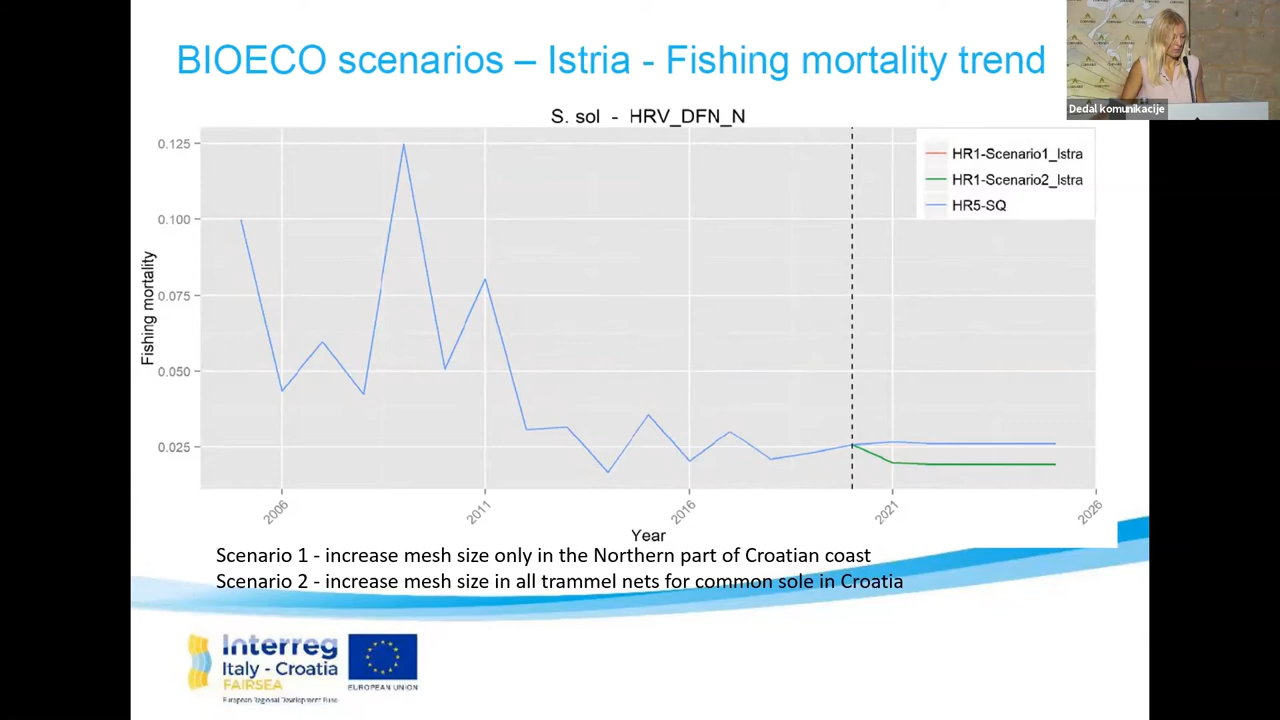 BIOECO scenarios – Istria - Fishing mortality trend
Dedal komunikacije
S. sol - HRV_DFN_N
HR1-Scenario1_Istra
HR1-Scenario2_Istra
HR5-SQ
Fishing mortality
0.125
0.100
0.075
0.050
0.025
2006
2011
2016
2021
2026
Year
Scenario 1 - increase mesh size only in the Northern part of Croatian coast
Scenario 2 - increase mesh size in all trammel nets for common sole in Croatia
Interreg
Italy - Croatia
FAIRSEA
European Regional Development Fund
EUROPEAN UNION